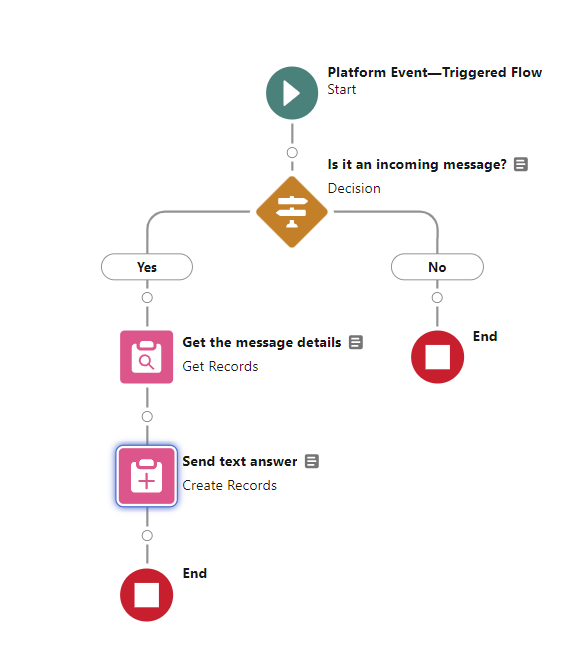 Platform Event—Triggered Flow
Start
Is it an incoming message?
Decision
Yes
No
Get the message details
Get Records
End
Send text answer
Create Records
End